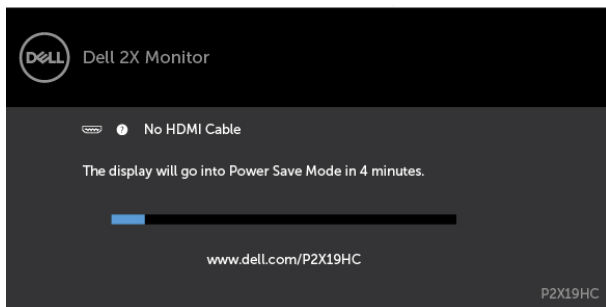 DELL
Dell 2X Monitor
? No HDMI Cable
The display will go into Power Save Mode in 4 minutes.
www.dell.com/P2X19HC
P2X19HC